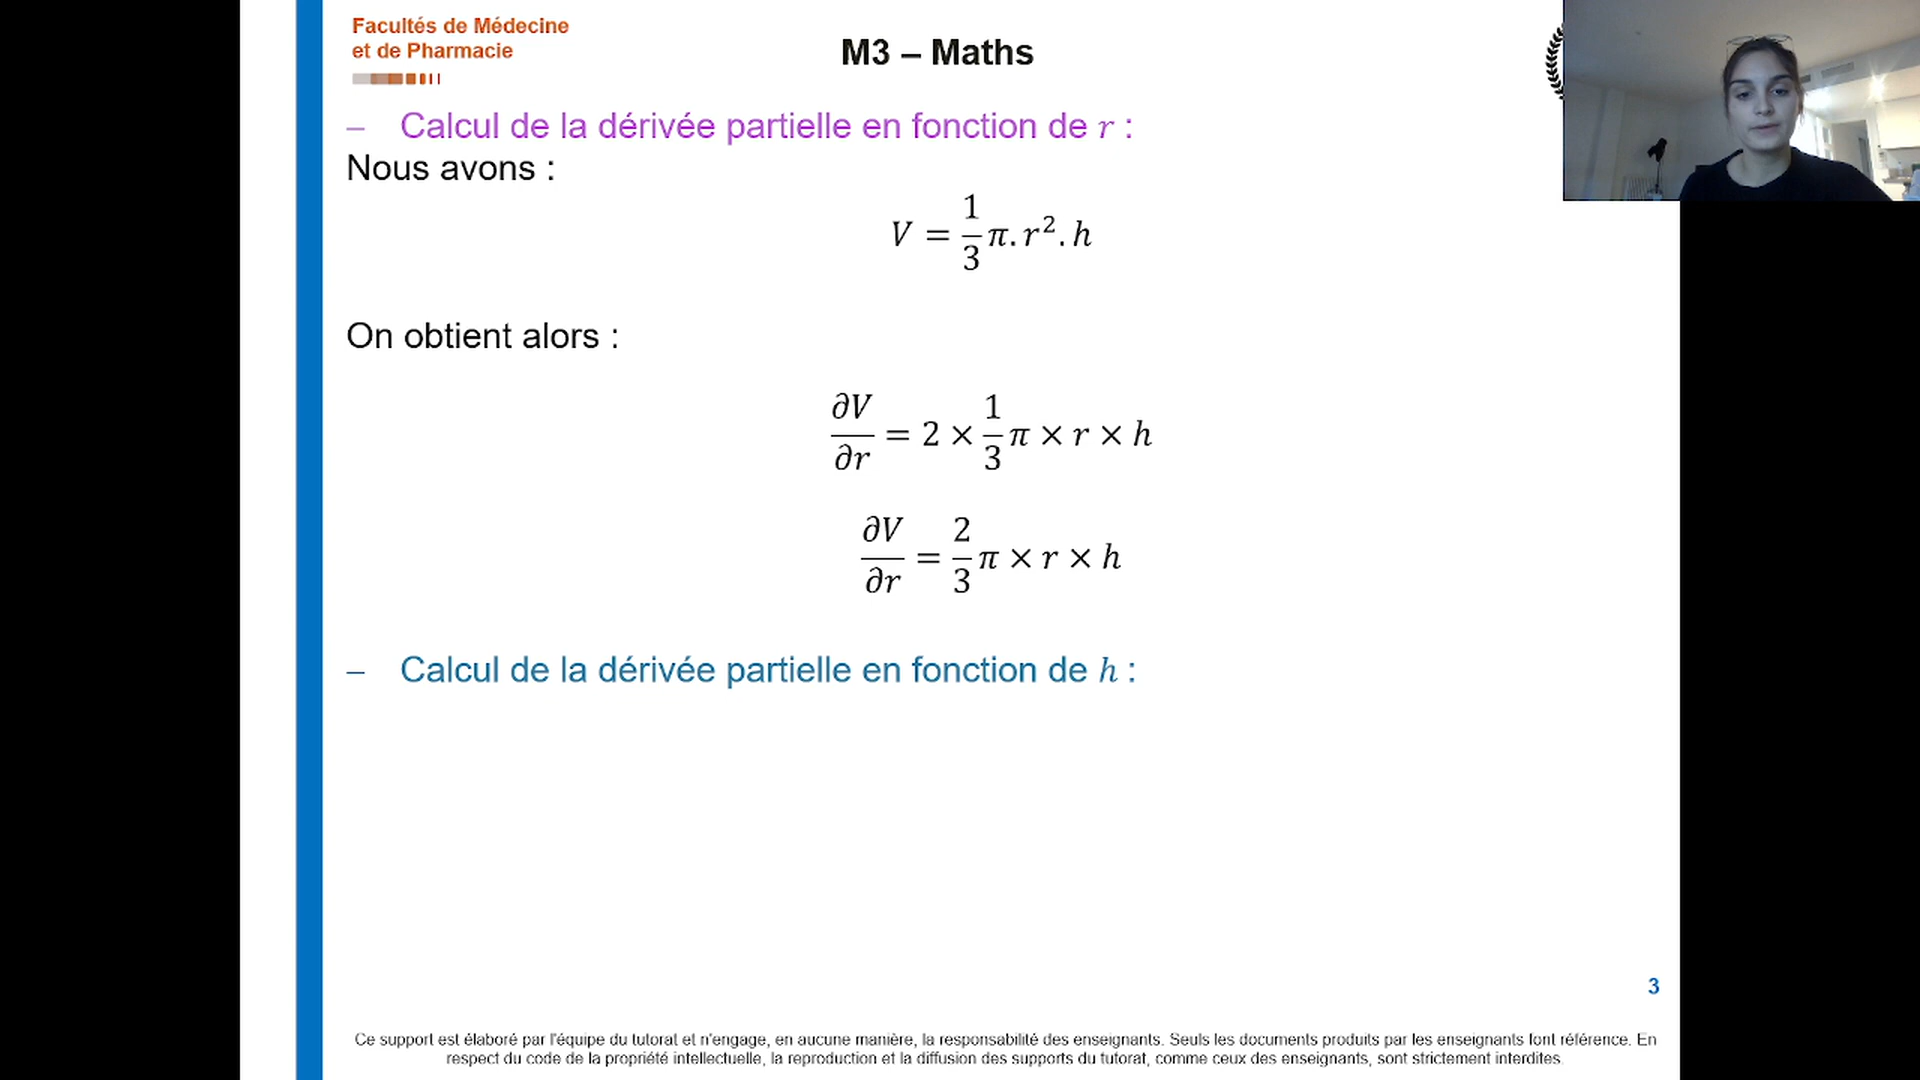 Facultés de Médecine
et de Pharmacie
M3 – Maths
– Calcul de la dérivée partielle en fonction de r :
Nous avons :
V = 1/3 π. r². h
On obtient alors :
∂V/∂r = 2 × 1/3 π × r × h
∂V/∂r = 2/3 π × r × h
– Calcul de la dérivée partielle en fonction de h :
3
Ce support est élaboré par l'équipe du tutorat et n'engage, en aucune manière, la responsabilité des enseignants. Seuls les documents produits par les enseignants font référence. En
respect du code de la propriété intellectuelle, la reproduction et la diffusion des supports du tutorat, comme ceux des enseignants, sont strictement interdites.